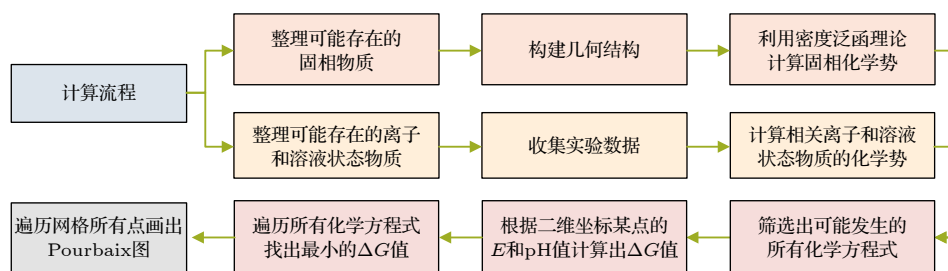 整理可能存在的
固相物质
构建几何结构
利用密度泛函理论
计算固相化学势
计算流程
整理可能存在的离子
和溶液状态物质
收集实验数据
计算相关离子和溶液
状态物质的化学势
遍历网格所有点画出
Pourbaix图
遍历所有化学方程式
找出最小的ΔG值
根据二维坐标某点的
E和pH值计算出ΔG值
筛选出可能发生的
所有化学方程式